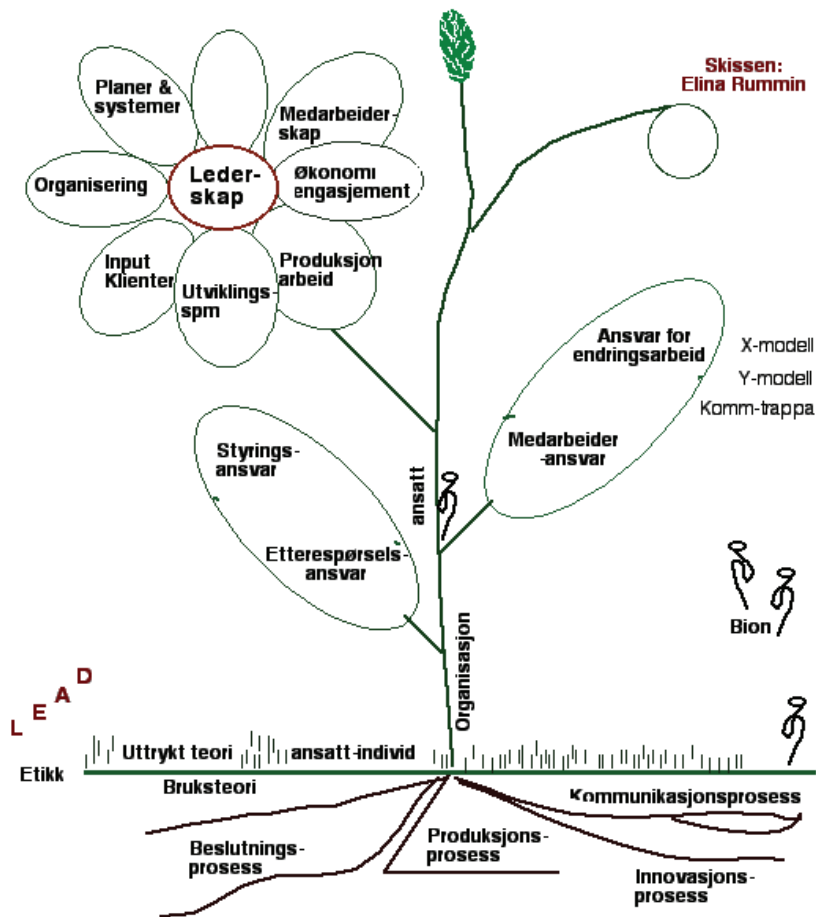 Skissen:
Elina Rummin
Planer &
systemer
Medarbeider-
skap
Organisering
Leder-
skap
Økonomi
engasjement
Input
Klienter
Utviklings-
spm
Produksjon
arbeid
Ansvar for
endringsarbeid
X-modell
Y-modell
Komm-trappa
Medarbeider
-ansvar
Styrings-
ansvar
Etterespørsels-
ansvar
ansatt
Organisasjon
Bion
L E A D
Uttrykt teori
ansatt-individ
Etikk
Bruksteori
Kommunikasjonsprosess
Beslutnings-
prosess
Produksjons-
prosess
Innovasjons-
prosess